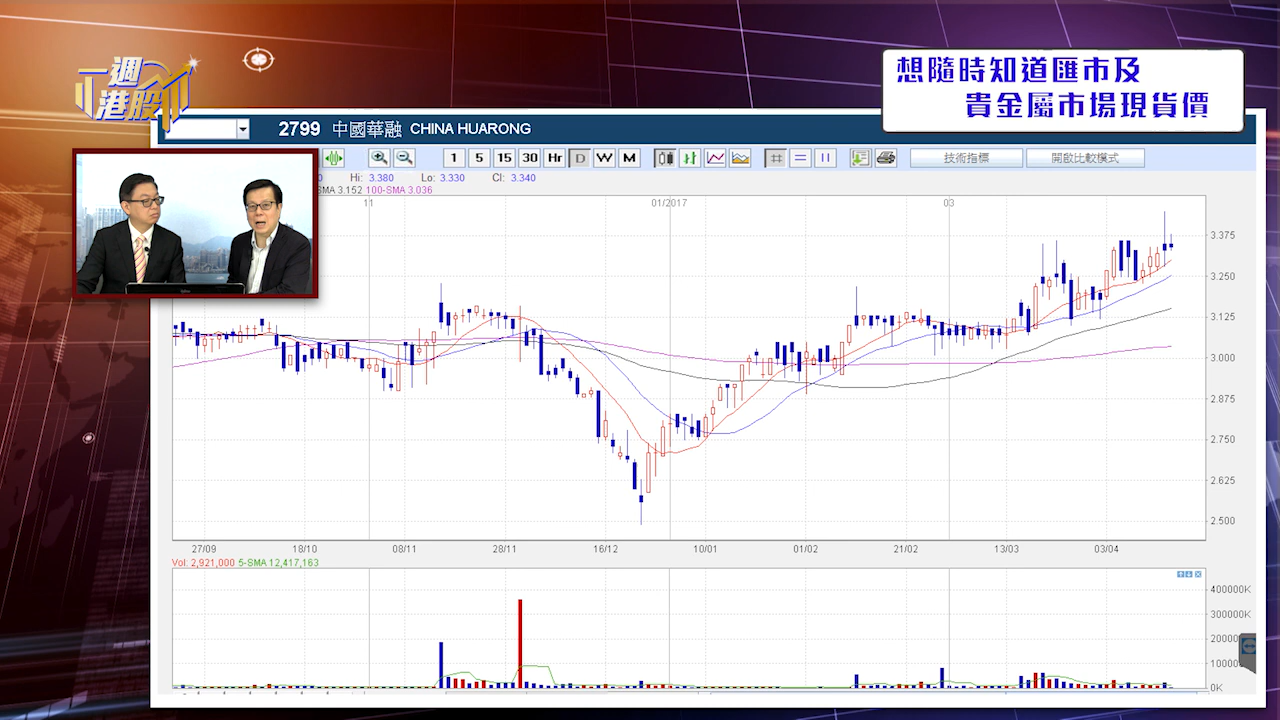 一週
港股
想隨時知道匯市及
貴金屬市場現貨價
2799 中國華融 CHINA HUARONG
1 5 15 30 Hr D W M
技術指標 開啟比較模式
0 Hi: 3.380 Lo: 3.330 Cl: 3.340
SMA 3.152 100-SMA 3.036
11 01/2017 03
3.375
3.250
3.125
3.000
2.875
2.750
2.625
2.500
27/09 18/10 08/11 28/11 16/12 10/01 01/02 21/02 13/03 03/04
Vol: 2,921,000 5-SMA 12,417,163
400000K
300000K
20000
10000
0K